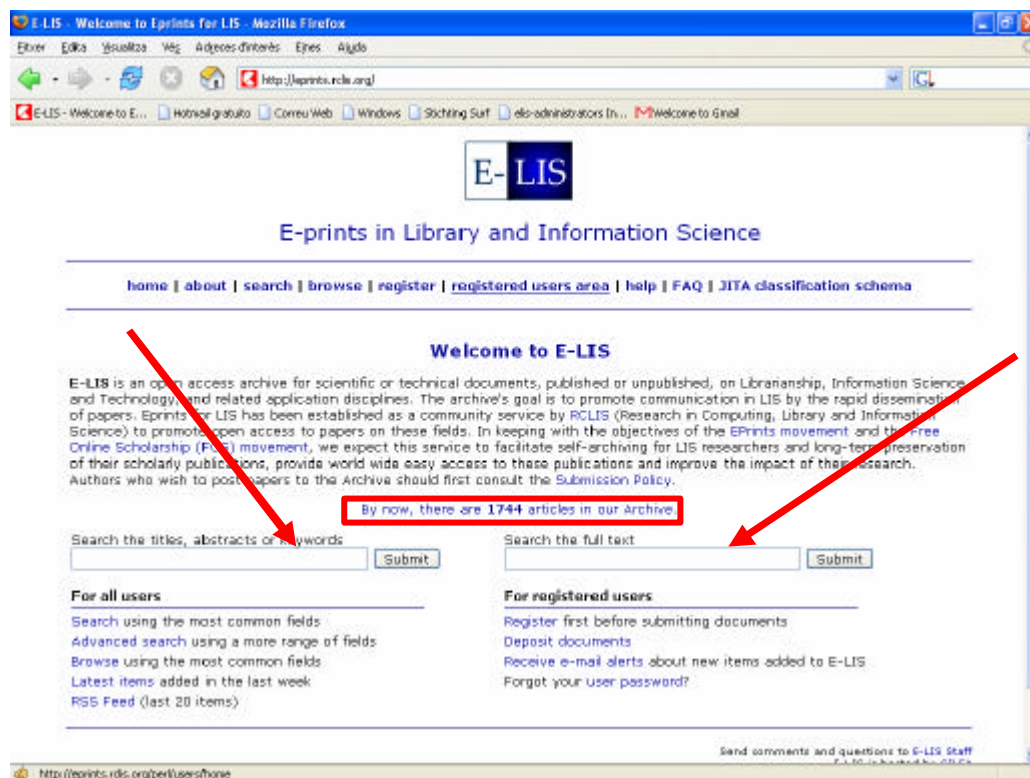 E-LIS - Welcome to Eprints for LIS - Mozilla Firefox
Fitxer Edita Visualitza Vés Adreces d'interès Eines Ajuda
http://eprints.rclis.org/
E-LIS - Welcome to E... Hotmail gratuito Correu Web Windows Stichting Surf elis-administrators In... Welcome to Gmail
E-LIS
E-prints in Library and Information Science
home | about | search | browse | register | registered users area | help | FAQ | JITA classification schema
Welcome to E-LIS
E-LIS is an open access archive for scientific or technical documents, published or unpublished, on Librarianship, Information Science
and Technology, and related application disciplines. The archive's goal is to promote communication in LIS by the rapid dissemination
of papers. Eprints for LIS has been established as a community service by RCLIS (Research in Computing, Library and Information
Science) to promote open access to papers on these fields. In keeping with the objectives of the EPrints movement and the Free
Online Scholarship (FOS) movement, we expect this service to facilitate self-archiving for LIS researchers and long-term preservation
of their scholarly publications, provide world wide easy access to these publications and improve the impact of their research.
Authors who wish to post papers to the Archive should first consult the Submission Policy.
By now, there are 1744 articles in our Archive.
Search the titles, abstracts or keywords
Submit
Search the full text
Submit
For all users
Search using the most common fields
Advanced search using a more range of fields
Browse using the most common fields
Latest items added in the last week
RSS Feed (last 20 items)
For registered users
Register first before submitting documents
Deposit documents
Receive e-mail alerts about new items added to E-LIS
Forgot your user password?
Send comments and questions to E-LIS Staff
E-LIS is hosted by
http://eprints.rclis.org/perl/users/home